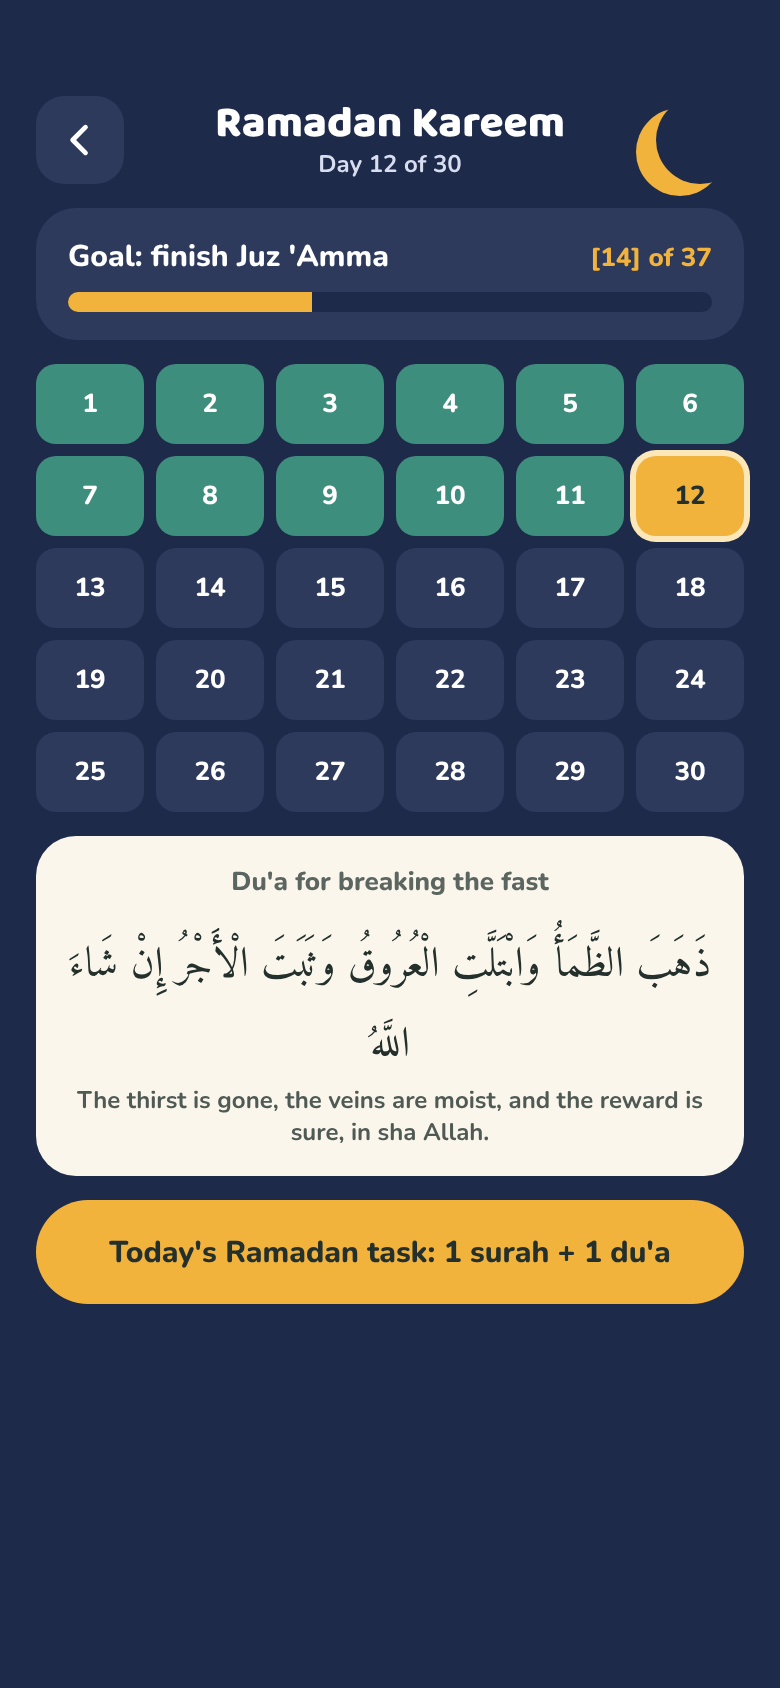 Ramadan Kareem
Day 12 of 30
Goal: finish Juz 'Amma [14] of 37
1 2 3 4 5 6
7 8 9 10 11 12
13 14 15 16 17 18
19 20 21 22 23 24
25 26 27 28 29 30
Du'a for breaking the fast
ذَهَبَ الظَّمَأُ وَابْتَلَّتِ الْعُرُوقُ وَثَبَتَ الْأَجْرُ إِنْ شَاءَ
اللَّهُ
The thirst is gone, the veins are moist, and the reward is
sure, in sha Allah.
Today's Ramadan task: 1 surah + 1 du'a